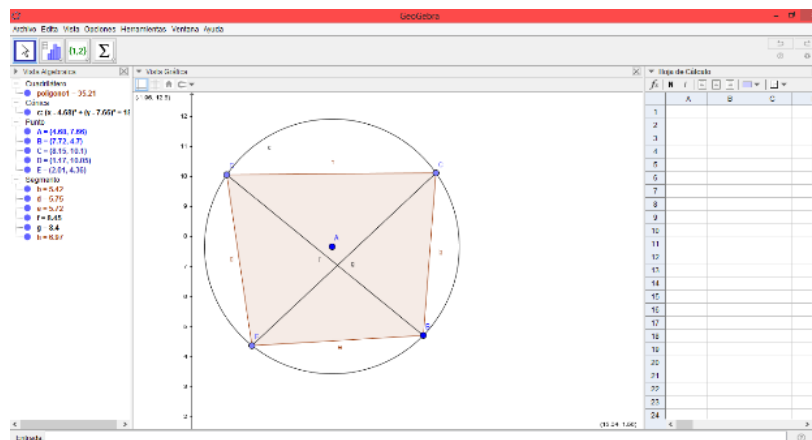 GeoGebra
Archivo Edita Vista Opciones Herramientas Ventana Ayuda
{1,2} Σ
Vista Algebraica
Vista Gráfica
Hoja de Cálculo
Cuadrilátero
poligono1 = 35.21
Cónica
Punto
A = (4.68, 7.66)
B = (7.72, 4.7)
C = (8.15, 10.1)
D = (1.17, 10.05)
E = (2.01, 4.36)
Segmento
b = 5.42
d = 5.75
e = 5.72
f = 8.45
g = 8.4
h = 6.97
A B C
12
11
10
9
8
7
6
5
4
3
2
C
A
B
1
2
3
4
5
6
7
8
9
10
11
12
13
14
15
16
17
18
19
20
21
22
23
24
Entrada